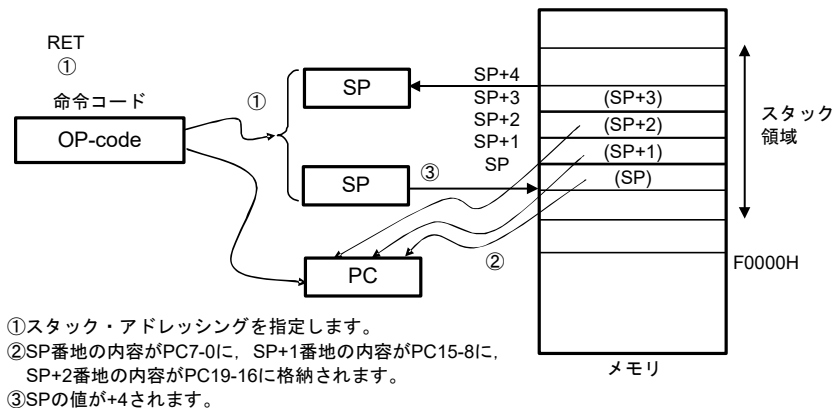 RET
①
命令コード
OP-code
①
SP
SP
③
PC
②
SP+4
SP+3
SP+2
SP+1
SP
(SP+3)
(SP+2)
(SP+1)
(SP)
スタック
領域
F0000H
メモリ
①スタック・アドレッシングを指定します。
②SP番地の内容がPC7-0に，SP+1番地の内容がPC15-8に，
SP+2番地の内容がPC19-16に格納されます。
③SPの値が+4されます。